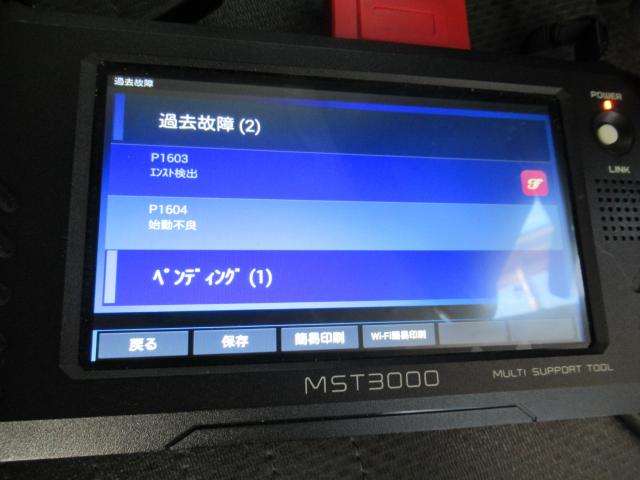 過去故障
過去故障 (2)
P1603
ｴﾝｽﾄ検出
P1604
始動不良
ﾍﾟﾝﾃﾞｨﾝｸﾞ (1)
戻る
保存
簡易印刷
Wi-Fi簡易印刷
POWER
LINK
MST3000
MULTI SUPPORT TOOL